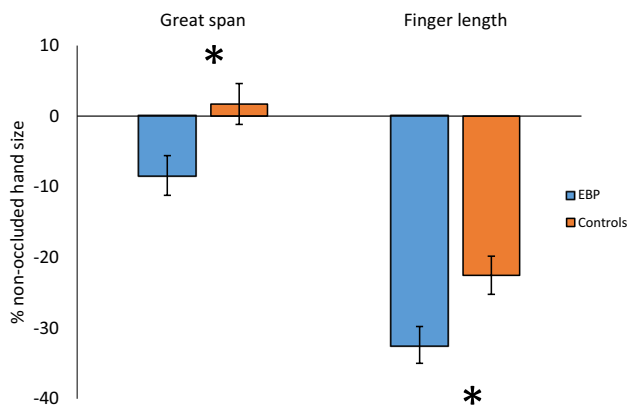 Great span Finger length
*
% non-occluded hand size
10
0
-10
-20
-30
-40
EBP
Controls
*